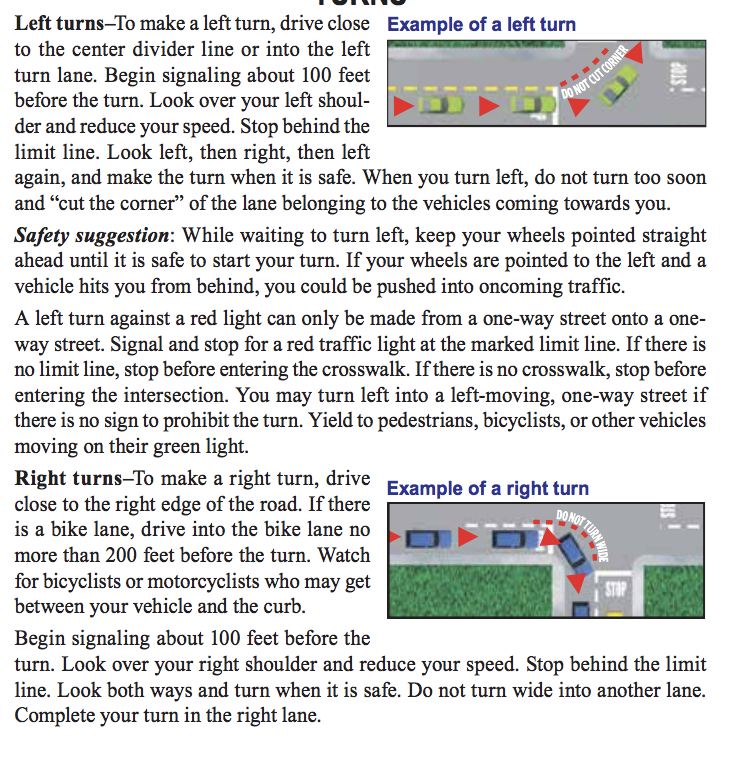 TURNS
Left turns–To make a left turn, drive close
to the center divider line or into the left
turn lane. Begin signaling about 100 feet
before the turn. Look over your left shoul-
der and reduce your speed. Stop behind the
limit line. Look left, then right, then left
again, and make the turn when it is safe. When you turn left, do not turn too soon
and “cut the corner” of the lane belonging to the vehicles coming towards you.
Example of a left turn
DO NOT CUT CORNER
STOP
Safety suggestion: While waiting to turn left, keep your wheels pointed straight
ahead until it is safe to start your turn. If your wheels are pointed to the left and a
vehicle hits you from behind, you could be pushed into oncoming traffic.
A left turn against a red light can only be made from a one-way street onto a one-
way street. Signal and stop for a red traffic light at the marked limit line. If there is
no limit line, stop before entering the crosswalk. If there is no crosswalk, stop before
entering the intersection. You may turn left into a left-moving, one-way street if
there is no sign to prohibit the turn. Yield to pedestrians, bicyclists, or other vehicles
moving on their green light.
Right turns–To make a right turn, drive
close to the right edge of the road. If there
is a bike lane, drive into the bike lane no
more than 200 feet before the turn. Watch
for bicyclists or motorcyclists who may get
between your vehicle and the curb.
Example of a right turn
DO NOT TURN WIDE
STOP
Begin signaling about 100 feet before the
turn. Look over your right shoulder and reduce your speed. Stop behind the limit
line. Look both ways and turn when it is safe. Do not turn wide into another lane.
Complete your turn in the right lane.